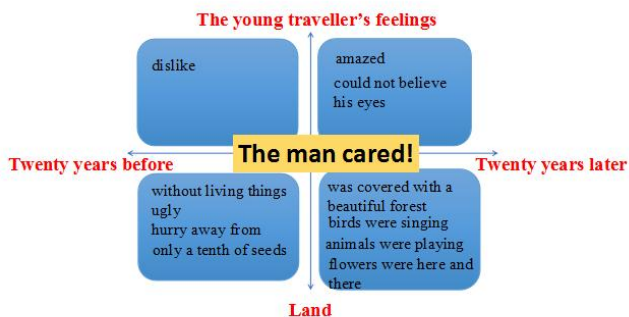 The young traveller's feelings
dislike
amazed
could not believe
his eyes
Twenty years before
The man cared!
Twenty years later
without living things
ugly
hurry away from
only a tenth of seeds
was covered with a
beautiful forest
birds were singing
animals were playing
flowers were here and
there
Land